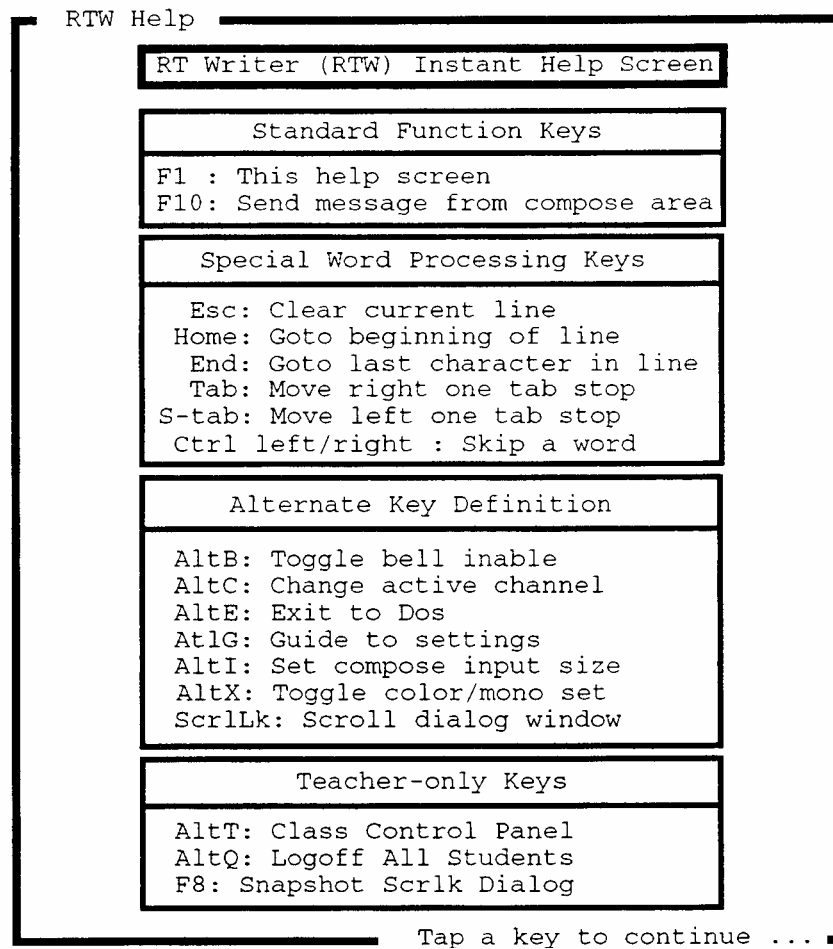 RTW Help
RT Writer (RTW) Instant Help Screen
Standard Function Keys
F1 : This help screen
F10: Send message from compose area
Special Word Processing Keys
Esc: Clear current line
Home: Goto beginning of line
End: Goto last character in line
Tab: Move right one tab stop
S-tab: Move left one tab stop
Ctrl left/right : Skip a word
Alternate Key Definition
AltB: Toggle bell inable
AltC: Change active channel
AltE: Exit to Dos
AtlG: Guide to settings
AltI: Set compose input size
AltX: Toggle color/mono set
ScrlLk: Scroll dialog window
Teacher-only Keys
AltT: Class Control Panel
AltQ: Logoff All Students
F8: Snapshot Scrlk Dialog
Tap a key to continue ...